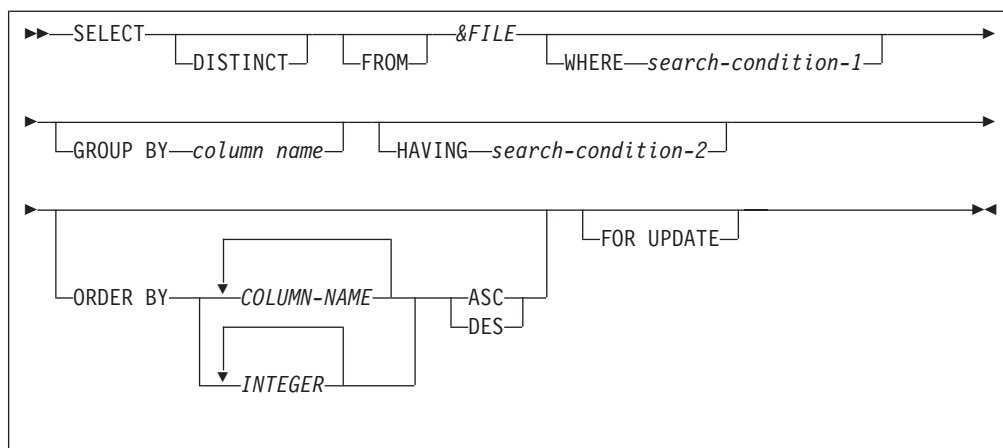 SELECT &FILE
DISTINCT FROM WHERE search-condition-1
GROUP BY column name HAVING search-condition-2
FOR UPDATE
ORDER BY COLUMN-NAME ASC
DES
INTEGER